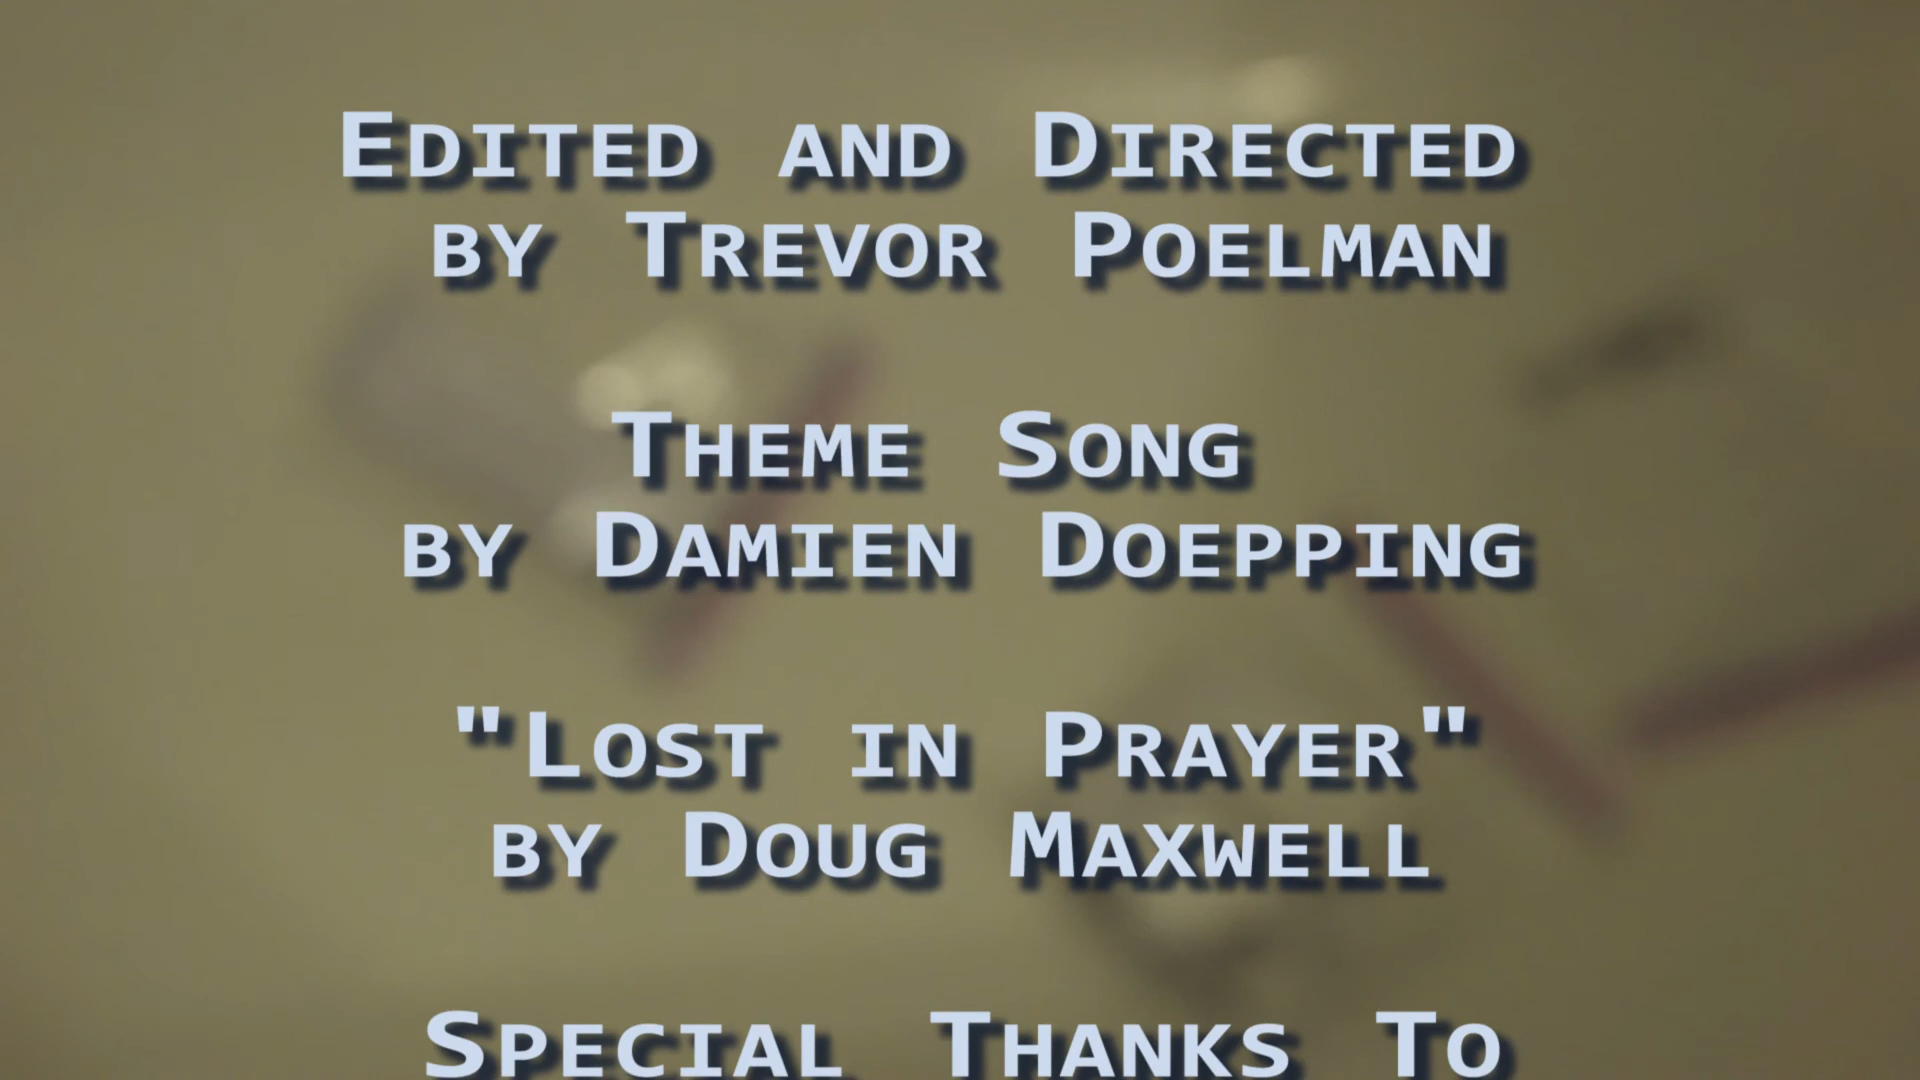 Edited and Directed
by Trevor Poelman
Theme Song
by Damien Doepping
"Lost in Prayer"
by Doug Maxwell
Special Thanks To